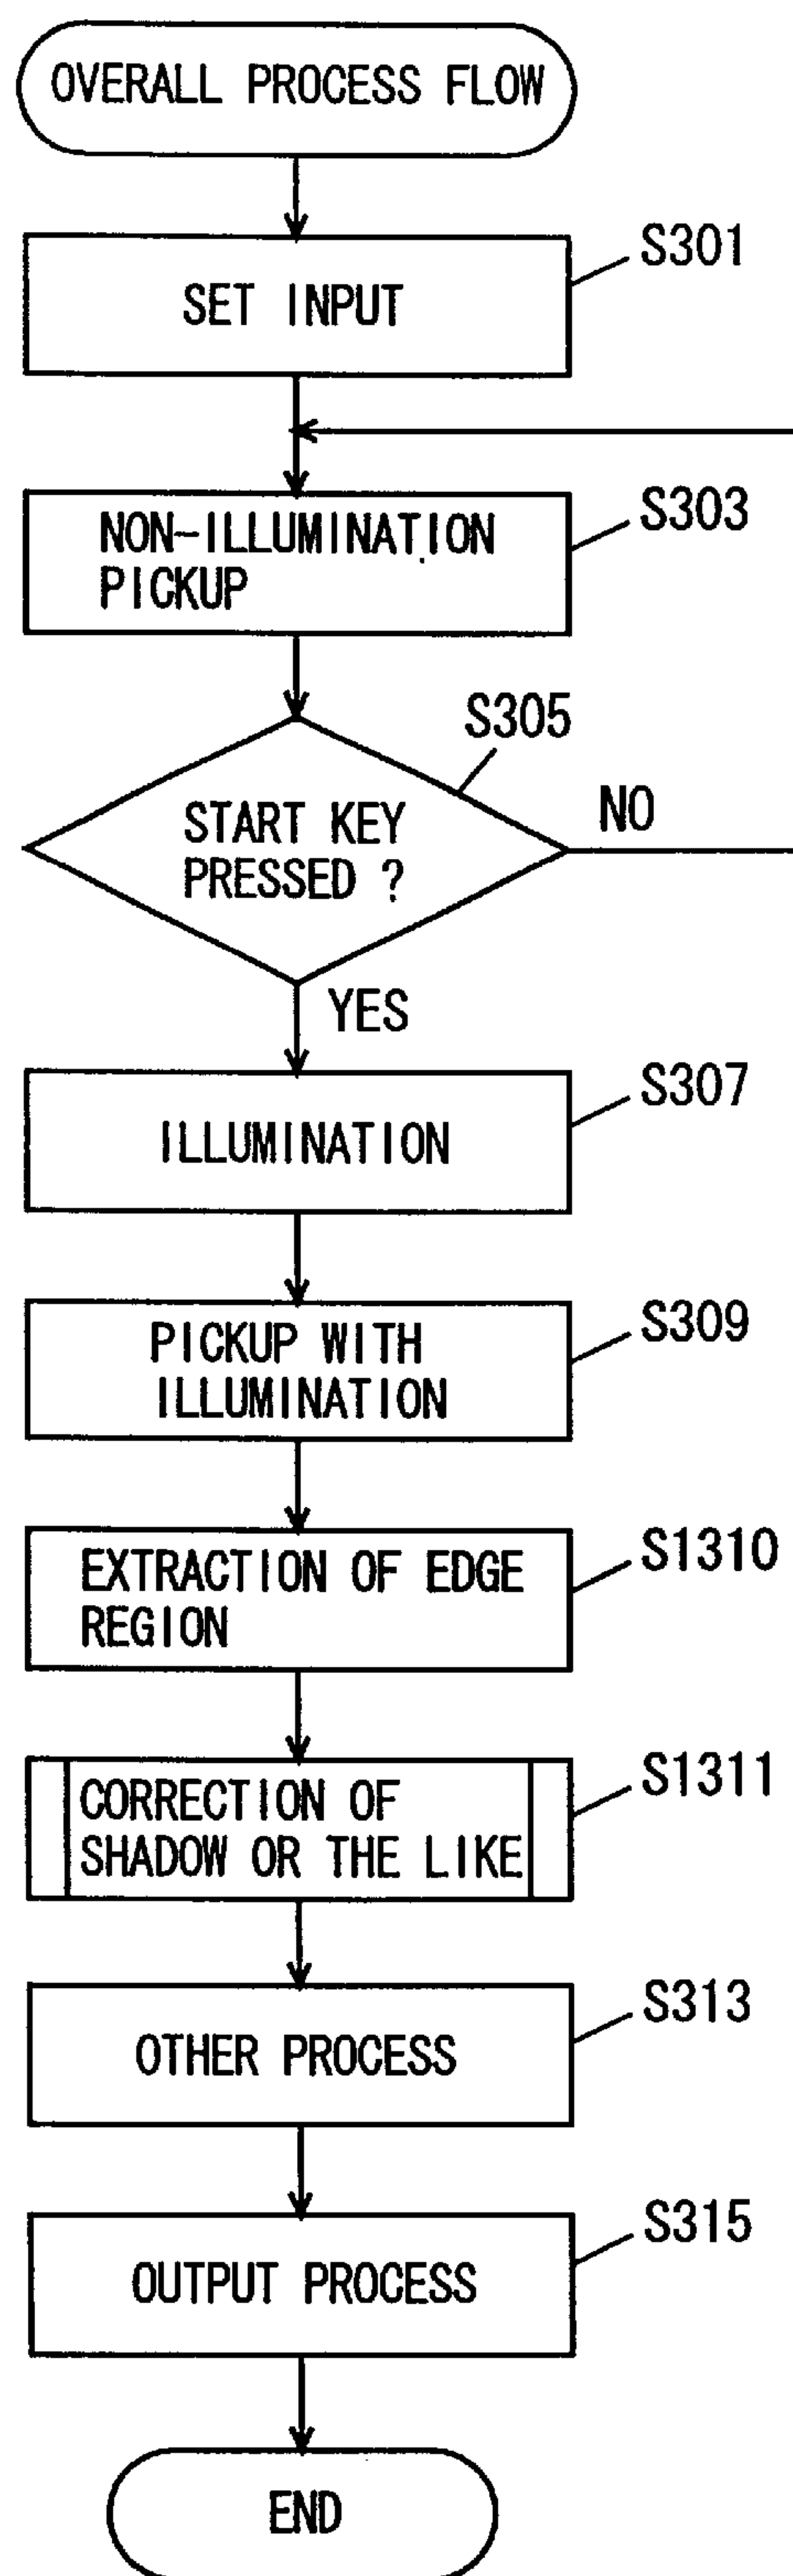 OVERALL PROCESS FLOW
S301
SET INPUT
S303
NON-ILLUMINATION
PICKUP
S305
START KEY
PRESSED ?
NO
YES
S307
ILLUMINATION
S309
PICKUP WITH
ILLUMINATION
S1310
EXTRACTION OF EDGE
REGION
S1311
CORRECTION OF
SHADOW OR THE LIKE
S313
OTHER PROCESS
S315
OUTPUT PROCESS
END